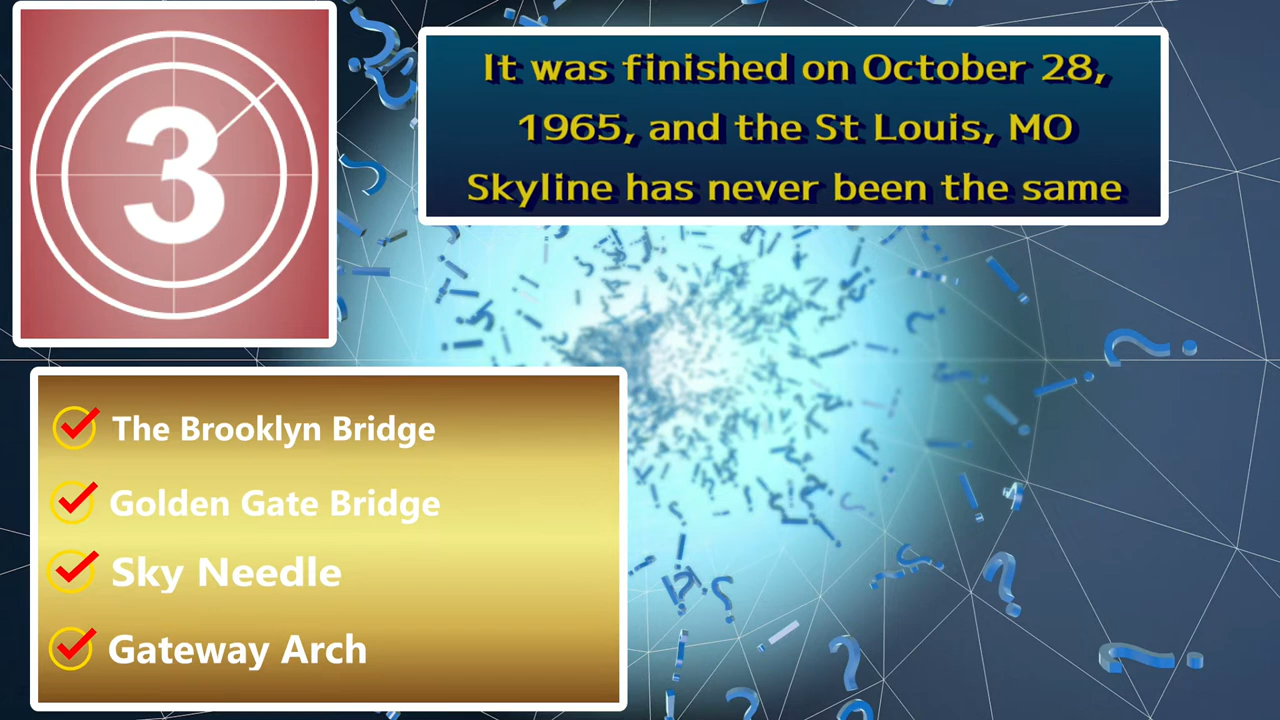 3
It was finished on October 28,
1965, and the St Louis, MO
Skyline has never been the same
The Brooklyn Bridge
Golden Gate Bridge
Sky Needle
Gateway Arch